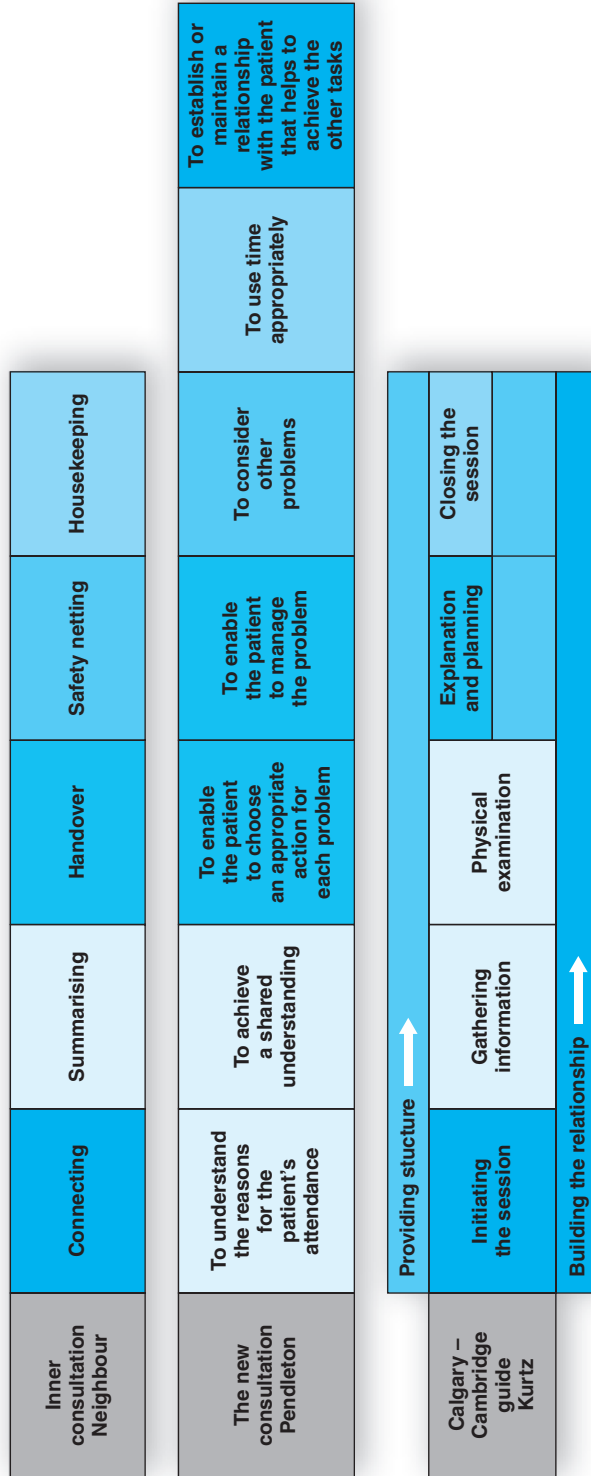 Inner
consultation
Neighbour
Connecting
Summarising
Handover
Safety netting
Housekeeping
The new
consultation
Pendleton
To understand
the reasons
for the
patient's
attendance
To achieve
a shared
understanding
To enable
the patient
to choose
an appropriate
action for
each problem
To enable
the patient
to manage
the problem
To consider
other
problems
To use time
appropriately
To establish or
maintain a
relationship
with the patient
that helps to
achieve the
other tasks
Calgary –
Cambridge
guide
Kurtz
Providing stucture
Initiating
the session
Gathering
information
Physical
examination
Explanation
and planning
Closing the
session
Building the relationship